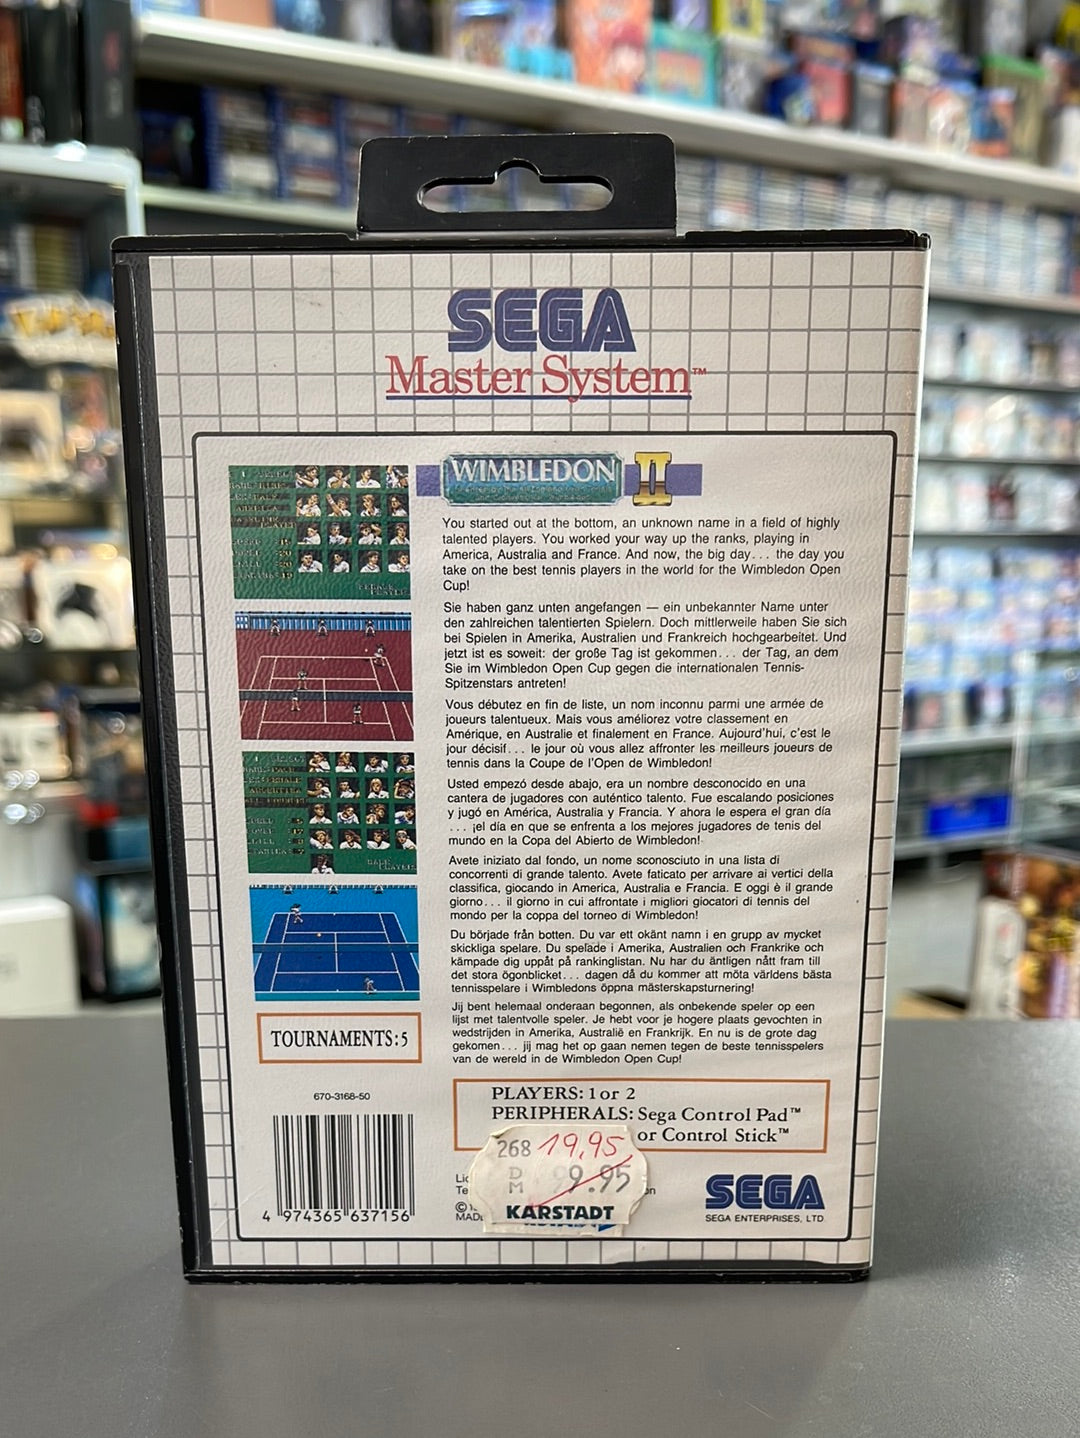 SEGA
Master System™
WIMBLEDON II
You started out at the bottom, an unknown name in a field of highly
talented players. You worked your way up the ranks, playing in
America, Australia and France. And now, the big day... the day you
take on the best tennis players in the world for the Wimbledon Open
Cup!
Sie haben ganz unten angefangen — ein unbekannter Name unter
den zahlreichen talentierten Spielern. Doch mittlerweile haben Sie sich
bei Spielen in Amerika, Australien und Frankreich hochgearbeitet. Und
jetzt ist es soweit: der große Tag ist gekommen... der Tag, an dem
Sie im Wimbledon Open Cup gegen die internationalen Tennis-
Spitzenstars antreten!
Vous débutez en fin de liste, un nom inconnu parmi une armée de
joueurs talentueux. Mais vous améliorez votre classement en
Amérique, en Australie et finalement en France. Aujourd'hui, c'est le
jour décisif... le jour où vous allez affronter les meilleurs joueurs de
tennis dans la Coupe de l'Open de Wimbledon!
Usted empezó desde abajo, era un nombre desconocido en una
cantera de jugadores con auténtico talento. Fue escalando posiciones
y jugó en América, Australia y Francia. Y ahora le espera el gran día
... ¡el día en que se enfrenta a los mejores jugadores de tenis del
mundo en la Copa del Abierto de Wimbledon!
Avete iniziato dal fondo, un nome sconosciuto in una lista di
concorrenti di grande talento. Avete faticato per arrivare ai vertici della
classifica, giocando in America, Australia e Francia. E oggi è il grande
giorno... il giorno in cui affrontate i migliori giocatori di tennis del
mondo per la coppa del torneo di Wimbledon!
Du började från botten. Du var ett okänt namn i en grupp av mycket
skickliga spelare. Du spelade i Amerika, Australien och Frankrike och
kämpade dig uppåt på rankinglistan. Nu har du äntligen nått fram till
det stora ögonblicket... dagen då du kommer att möta världens bästa
tennisspelare i Wimbledons öppna mästerskapsturnering!
Jij bent helemaal onderaan begonnen, als onbekende speler op een
lijst met talentvolle speler. Je hebt voor je hogere plaats gevochten in
wedstrijden in Amerika, Australië en Frankrijk. En nu is de grote dag
gekomen... jij mag het op gaan nemen tegen de beste tennisspelers
van de wereld in de Wimbledon Open Cup!
TOURNAMENTS: 5
670-3168-50
4 974365 637156
PLAYERS: 1 or 2
PERIPHERALS: Sega Control Pad™
or Control Stick™
268 19,95
DM 99.95
KARSTADT
MADE
SEGA
SEGA ENTERPRISES, LTD.